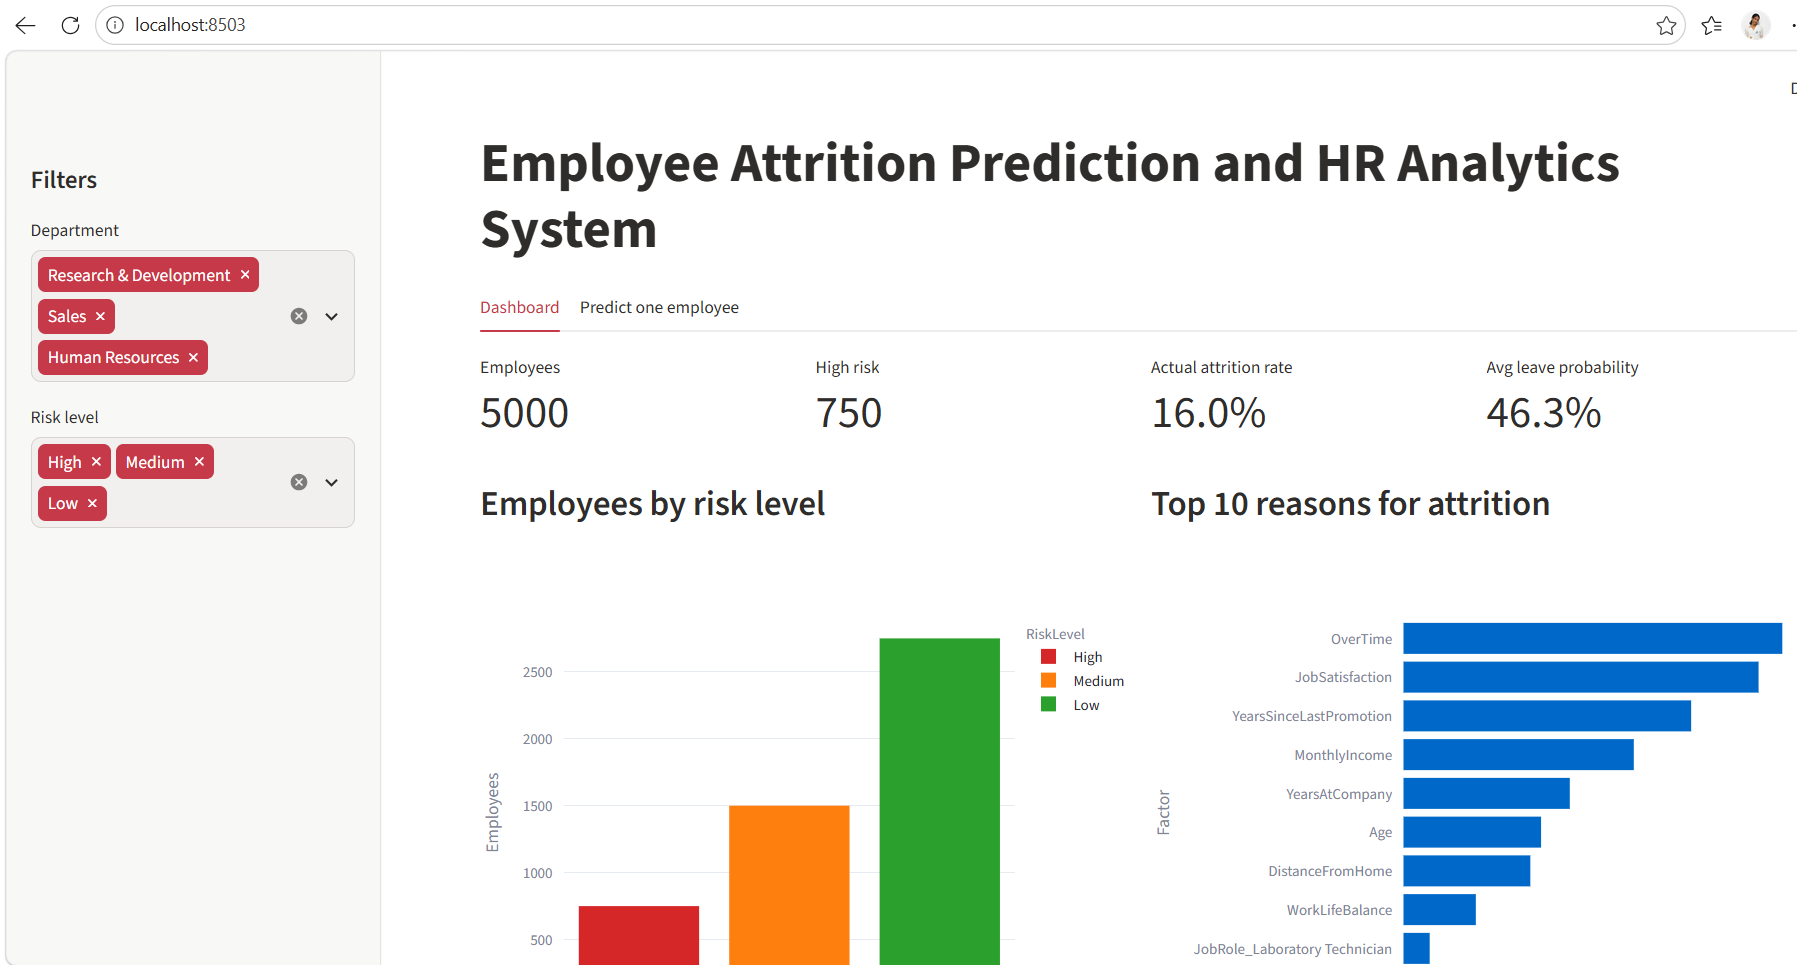 localhost:8503
Filters
Department
Research & Development ×
Sales ×
Human Resources ×
Risk level
High × Medium ×
Low ×
Employee Attrition Prediction and HR Analytics
System
Dashboard Predict one employee
Employees High risk Actual attrition rate Avg leave probability
5000 750 16.0% 46.3%
Employees by risk level
Top 10 reasons for attrition
RiskLevel
High
Medium
Low
Employees
2500
2000
1500
1000
500
Factor
OverTime
JobSatisfaction
YearsSinceLastPromotion
MonthlyIncome
YearsAtCompany
Age
DistanceFromHome
WorkLifeBalance
JobRole_Laboratory Technician